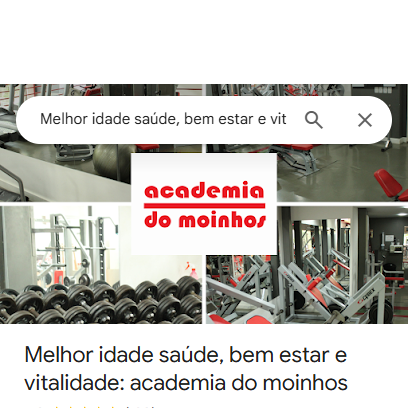 Melhor idade saúde, bem estar e vit
academia
do moinhos
Melhor idade saúde, bem estar e
vitalidade: academia do moinhos